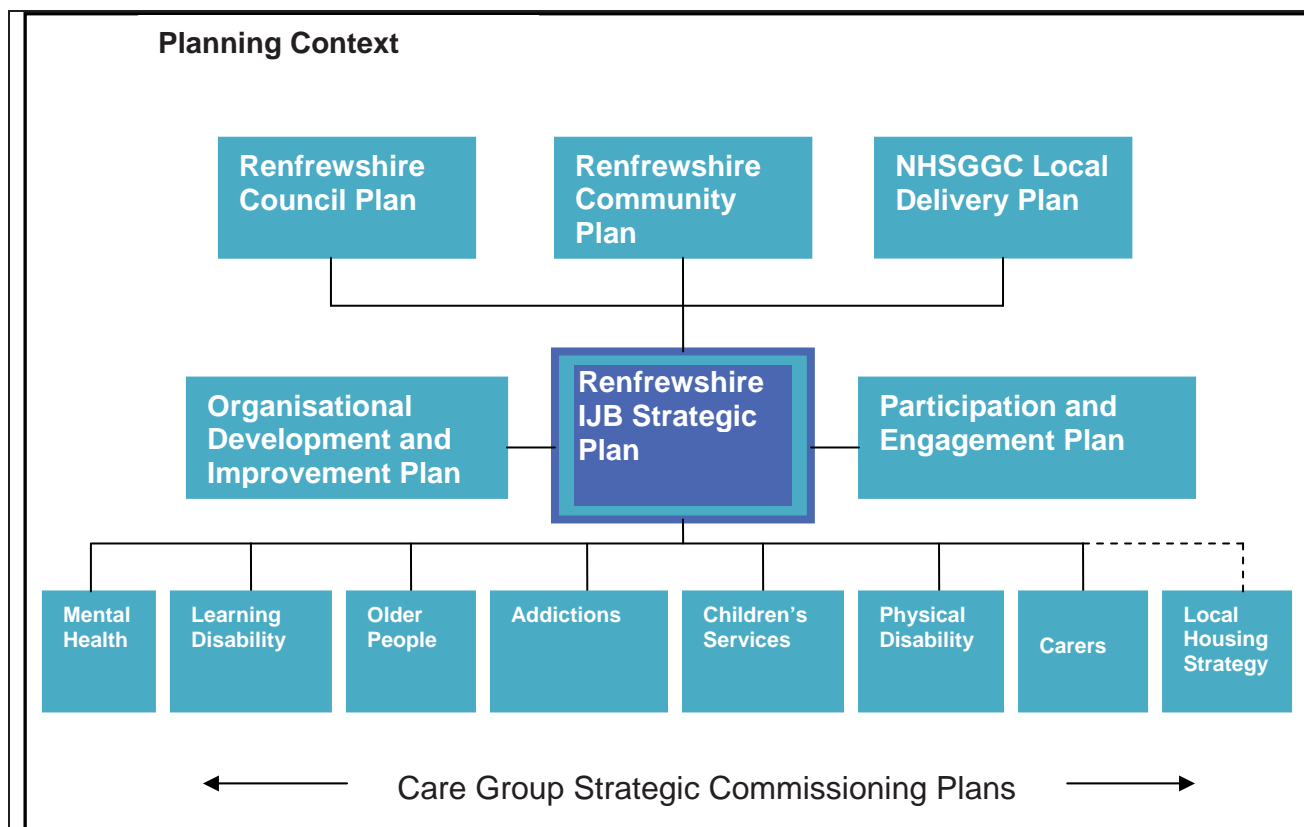 Planning Context
Renfrewshire
Council Plan
Renfrewshire
Community
Plan
NHSGGC Local
Delivery Plan
Organisational
Development and
Improvement Plan
Renfrewshire
IJB Strategic
Plan
Participation and
Engagement Plan
Mental
Health
Learning
Disability
Older
People
Addictions
Children’s
Services
Physical
Disability
Carers
Local
Housing
Strategy
Care Group Strategic Commissioning Plans